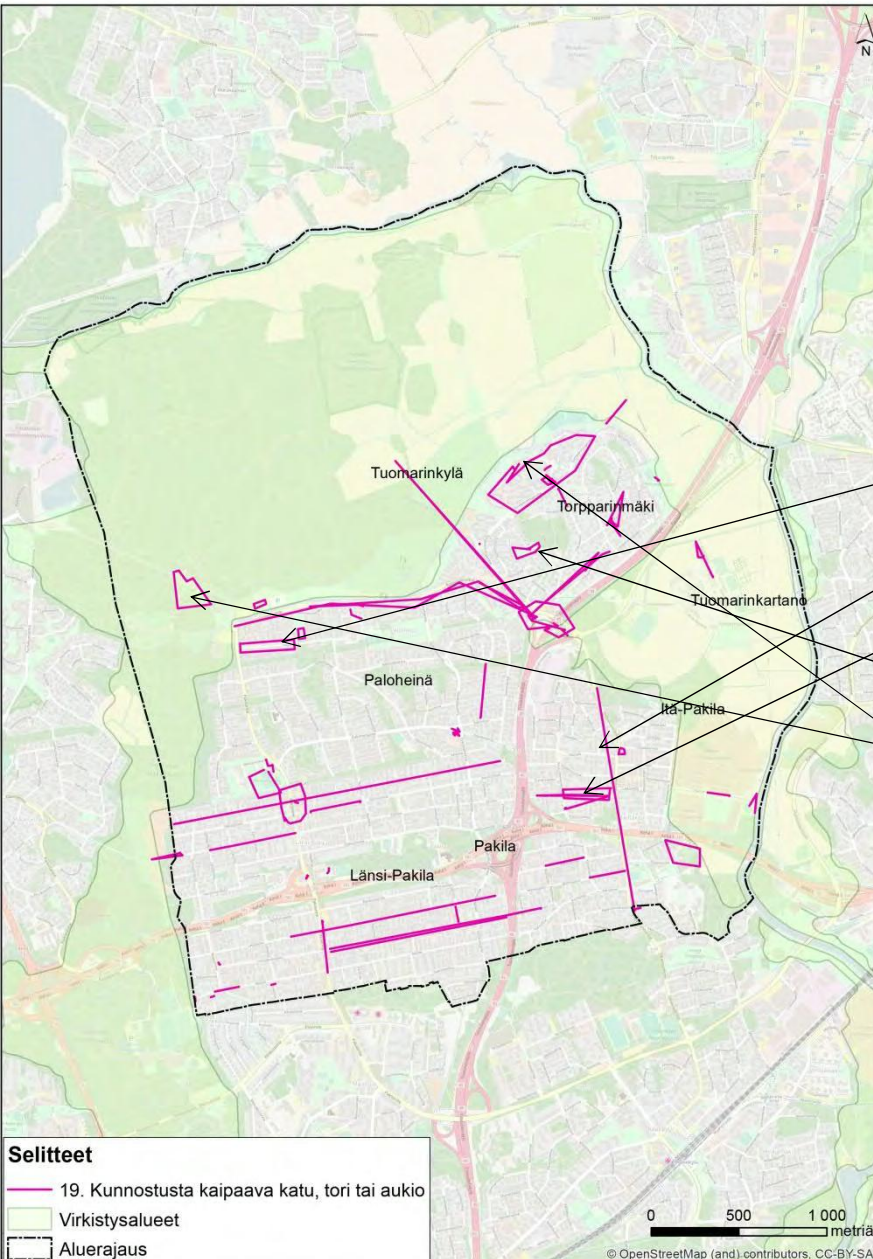 N
Tuomarinkylä
Torpparinmäki
Tuomarinkartano
Paloheinä
Itä-Pakila
Pakila
Länsi-Pakila
Selitteet
19. Kunnostusta kaipaava katu, tori tai aukio
Virkistysalueet
Aluerajaus
0 500 1 000
metriä
© OpenStreetMap (and) contributors, CC-BY-SA